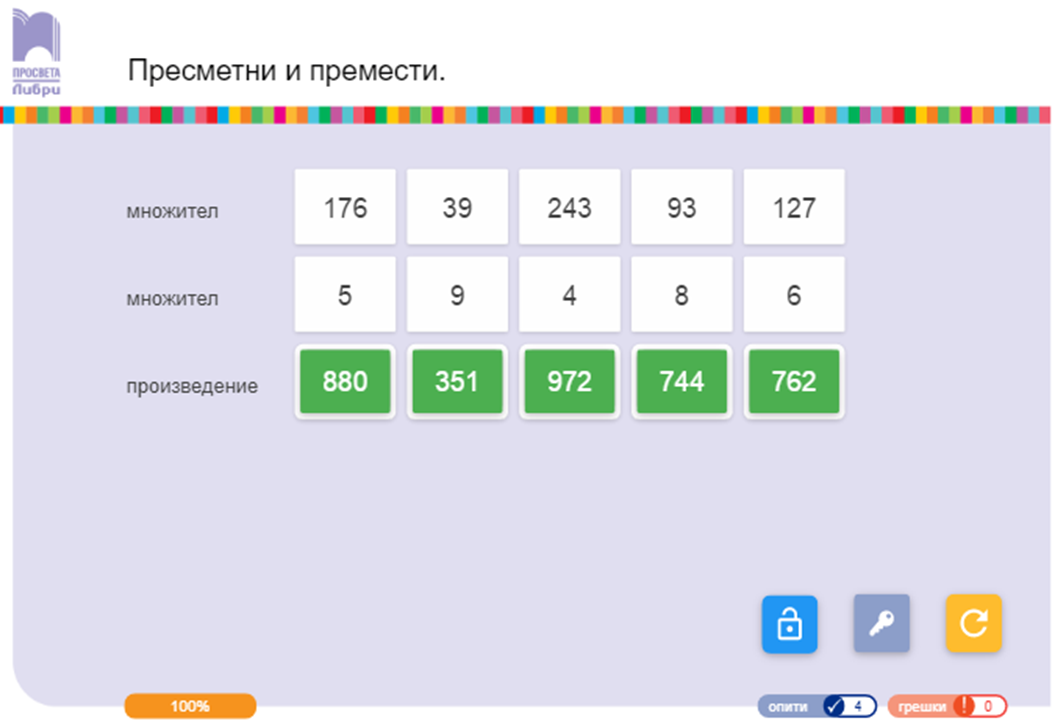 ПРОСВЕТА
Либри
Пресметни и премести.
множител 176 39 243 93 127
множител 5 9 4 8 6
произведение 880 351 972 744 762
100% опити 4 грешки ! 0